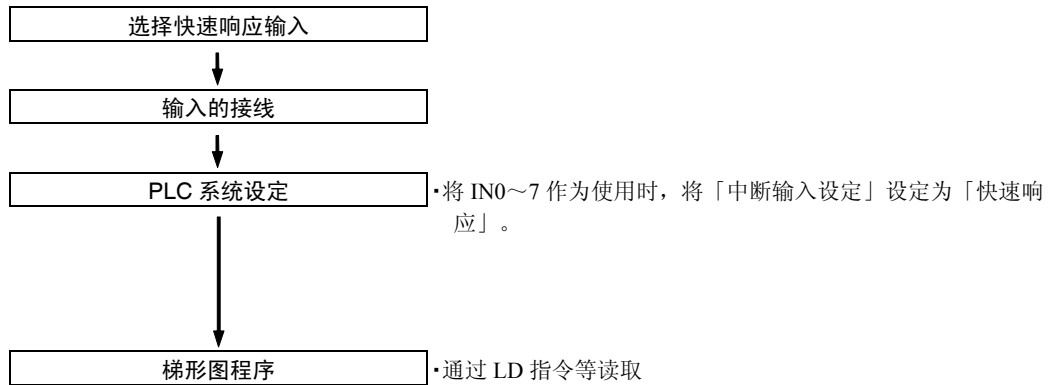 选择快速响应输入
输入的接线
PLC 系统设定
･将 IN0～7 作为使用时，将「中断输入设定」设定为「快速响
应」。
梯形图程序
･通过 LD 指令等读取